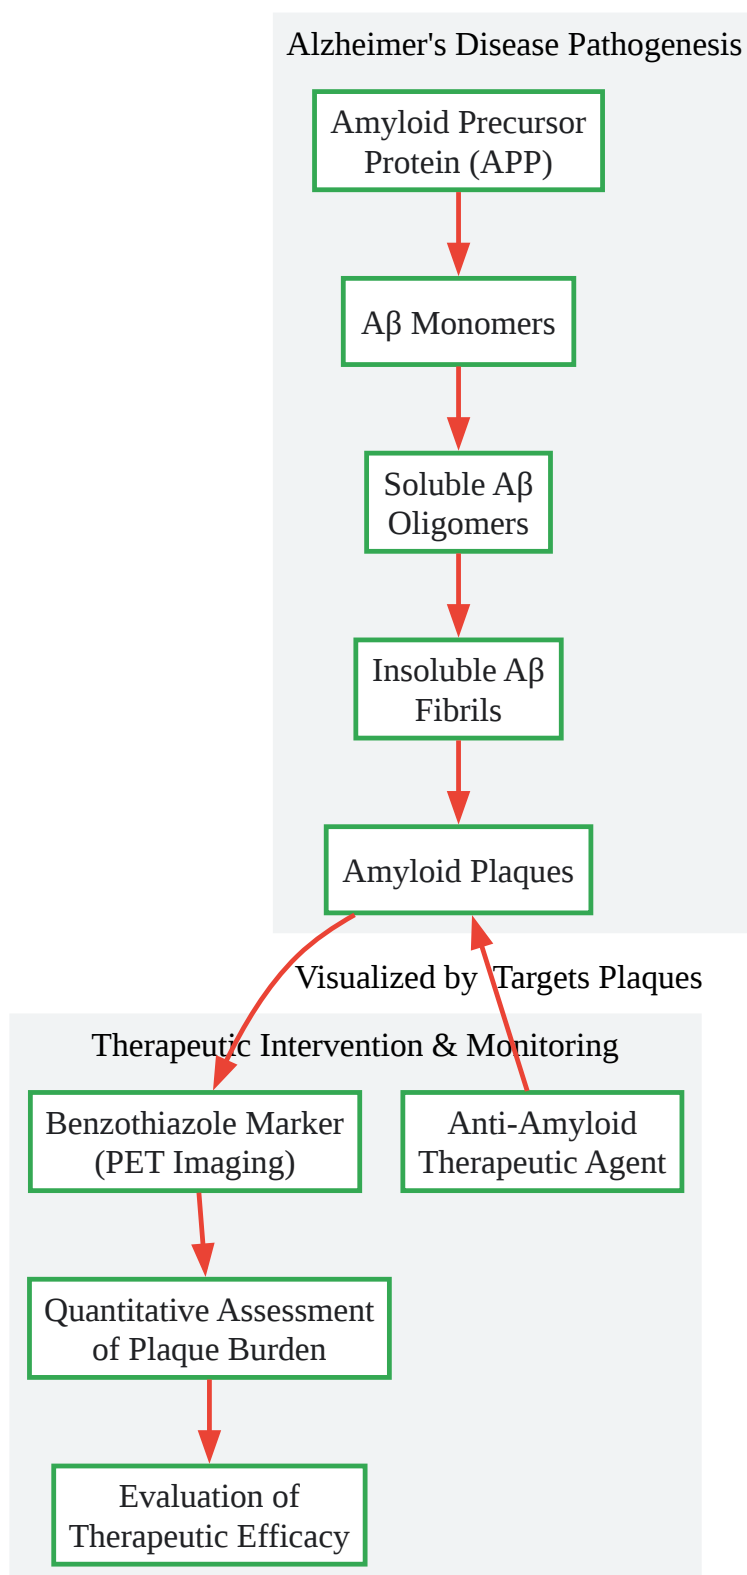 Alzheimer's Disease Pathogenesis
Amyloid Precursor
Protein (APP)
Aβ Monomers
Soluble Aβ
Oligomers
Insoluble Aβ
Fibrils
Amyloid Plaques
Visualized by
Targets Plaques
Therapeutic Intervention & Monitoring
Benzothiazole Marker
(PET Imaging)
Anti-Amyloid
Therapeutic Agent
Quantitative Assessment
of Plaque Burden
Evaluation of
Therapeutic Efficacy